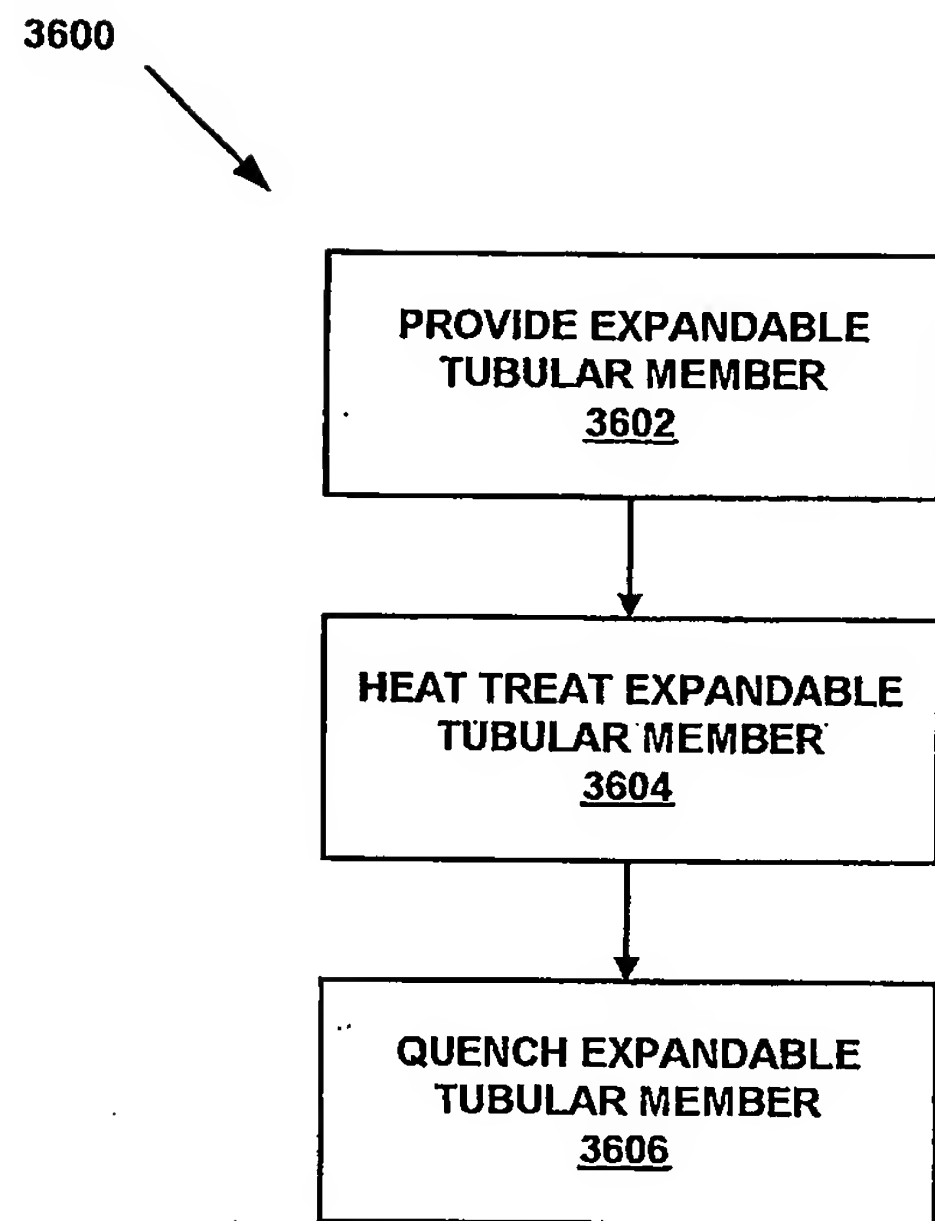 3600
PROVIDE EXPANDABLE
TUBULAR MEMBER
3602
HEAT TREAT EXPANDABLE
TUBULAR MEMBER
3604
QUENCH EXPANDABLE
TUBULAR MEMBER
3606